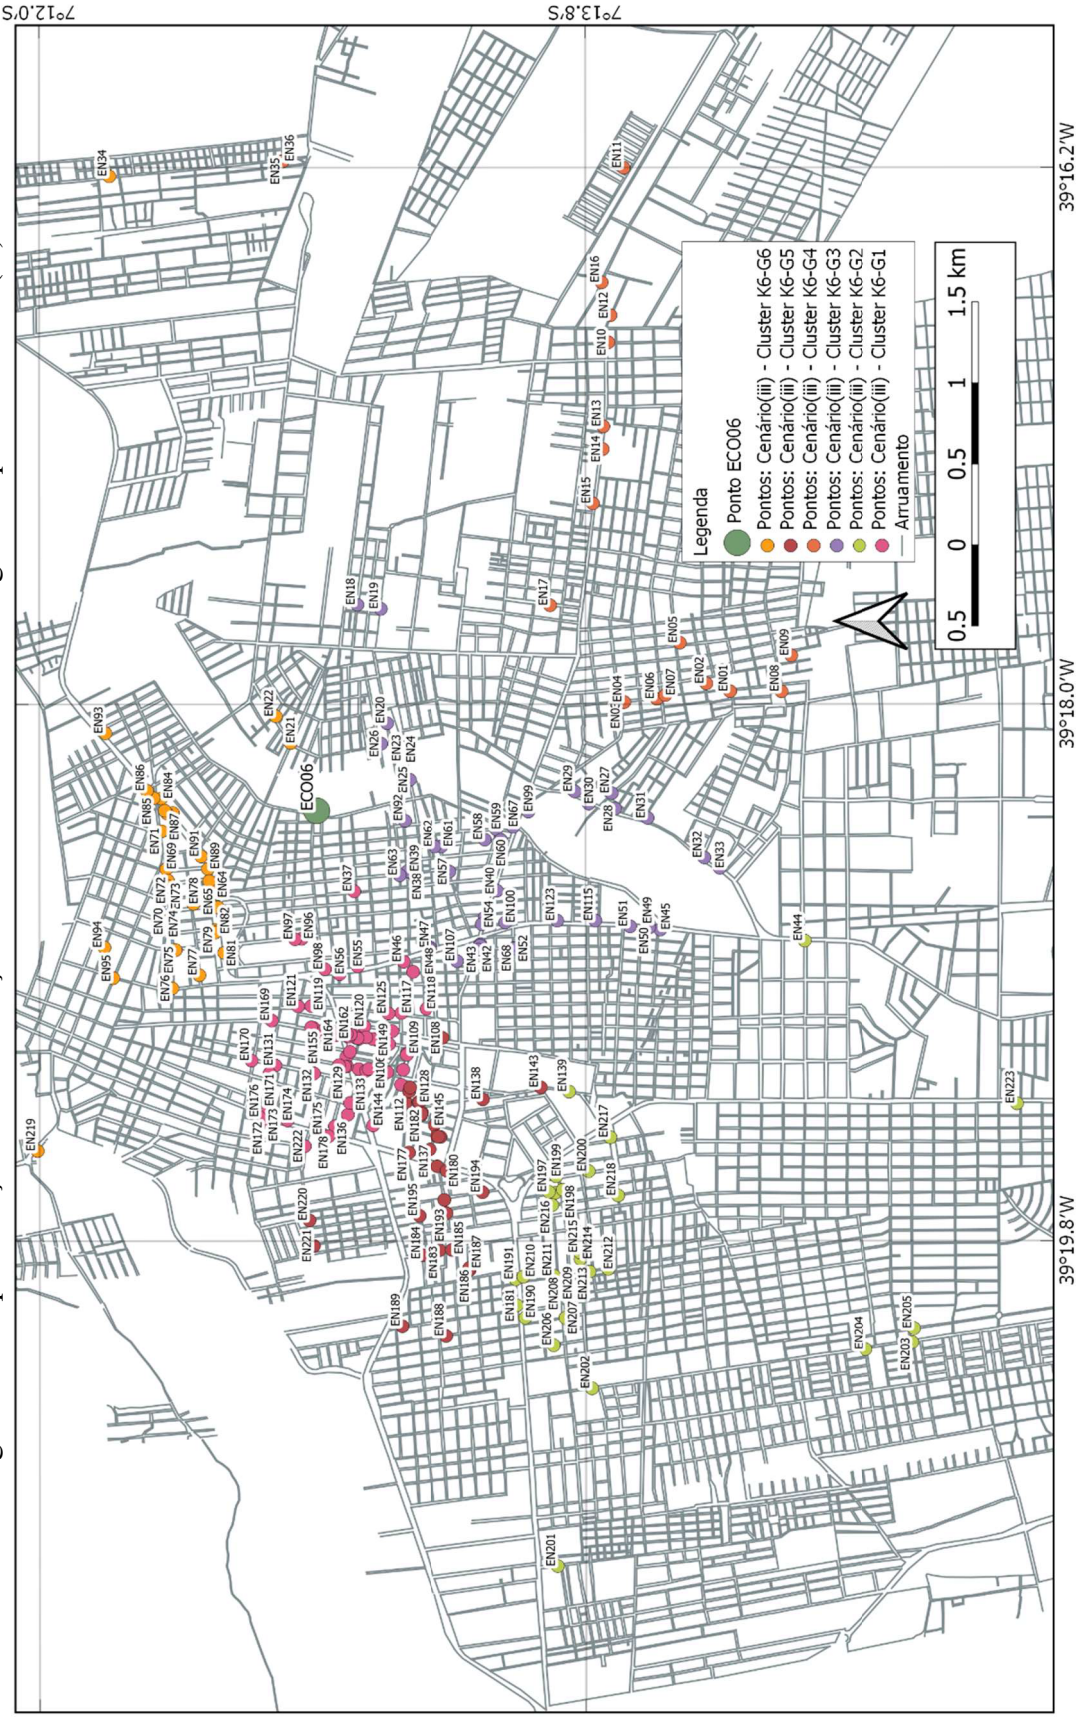 7°12.0'S
7°13.8'S
39°16.2'W
39°18.0'W
39°19.8'W
EN34
EN35
EN36
EN11
EN16
EN12
EN10
EN13
EN14
EN15
EN17
EN18
EN19
EN05
EN02
EN01
EN09
EN08
EN04
EN03
EN06
EN07
EN22
EN21
EN20
EN26
EN23
EN24
EN25
EN92
ECO06
EN93
EN86
EN84
EN85
EN87
EN71
EN69
EN91
EN89
EN72
EN73
EN78
EN64
EN65
EN70
EN74
EN82
EN79
EN81
EN94
EN95
EN75
EN76
EN77
EN29
EN30
EN27
EN28
EN31
EN32
EN33
EN99
EN67
EN59
EN58
EN60
EN62
EN61
EN63
EN39
EN38
EN57
EN40
EN54
EN100
EN37
EN123
EN115
EN51
EN49
EN45
EN50
EN44
EN97
EN96
EN98
EN56
EN55
EN46
EN47
EN48
EN107
EN43
EN42
EN68
EN52
EN121
EN119
EN169
EN170
EN131
EN155
EN164
EN162
EN120
EN125
EN117
EN118
EN149
EN109
EN108
EN176
EN171
EN132
EN129
EN133
EN128
EN138
EN143
EN139
EN172
EN173
EN174
EN175
EN144
EN112
EN182
EN145
EN222
EN178
EN136
EN177
EN137
EN180
EN194
EN217
EN223
EN219
EN220
EN221
EN195
EN193
EN184
EN183
EN185
EN186
EN187
EN189
EN188
EN197
EN199
EN200
EN198
EN218
EN216
EN215
EN214
EN212
EN191
EN210
EN211
EN209
EN213
EN181
EN190
EN208
EN207
EN206
EN202
EN204
EN205
EN203
EN201
Legenda
Ponto ECO06
Pontos: Cenário(iii) - Cluster K6-G6
Pontos: Cenário(iii) - Cluster K6-G5
Pontos: Cenário(iii) - Cluster K6-G4
Pontos: Cenário(iii) - Cluster K6-G3
Pontos: Cenário(iii) - Cluster K6-G2
Pontos: Cenário(iii) - Cluster K6-G1
Arruamento
0.5 0 0.5 1 1.5 km